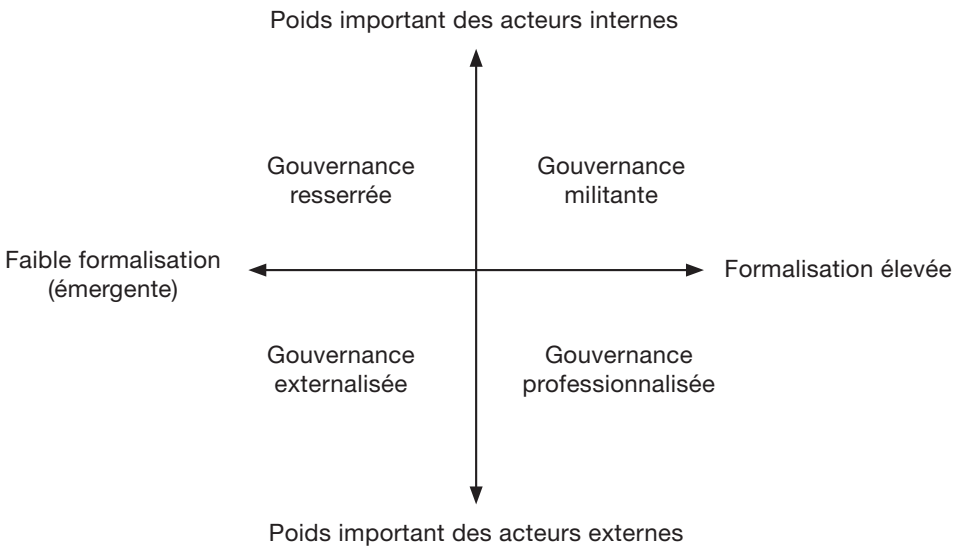 Poids important des acteurs internes
Gouvernance
resserrée
Gouvernance
militante
Faible formalisation
(émergente)
Formalisation élevée
Gouvernance
externalisée
Gouvernance
professionnalisée
Poids important des acteurs externes